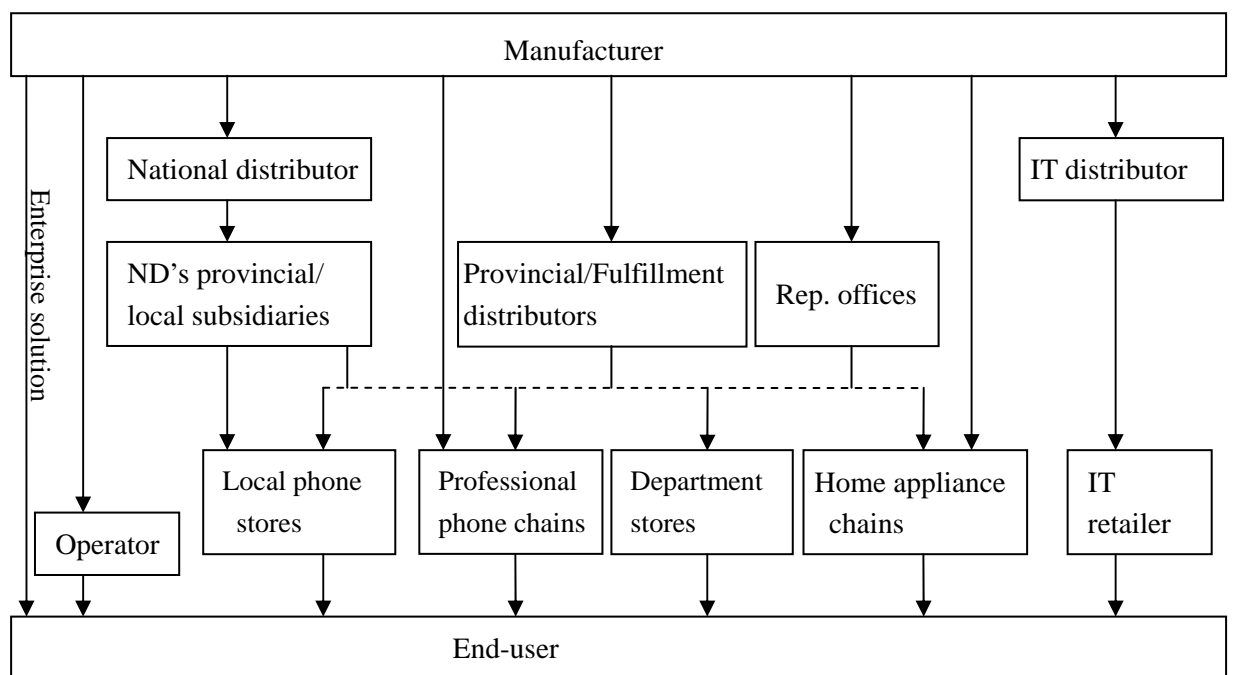 Manufacturer
National distributor
IT distributor
Enterprise solution
ND's provincial/
local subsidiaries
Provincial/Fulfillment
distributors
Rep. offices
Local phone
stores
Professional
phone chains
Department
stores
Home appliance
chains
IT
retailer
Operator
End-user